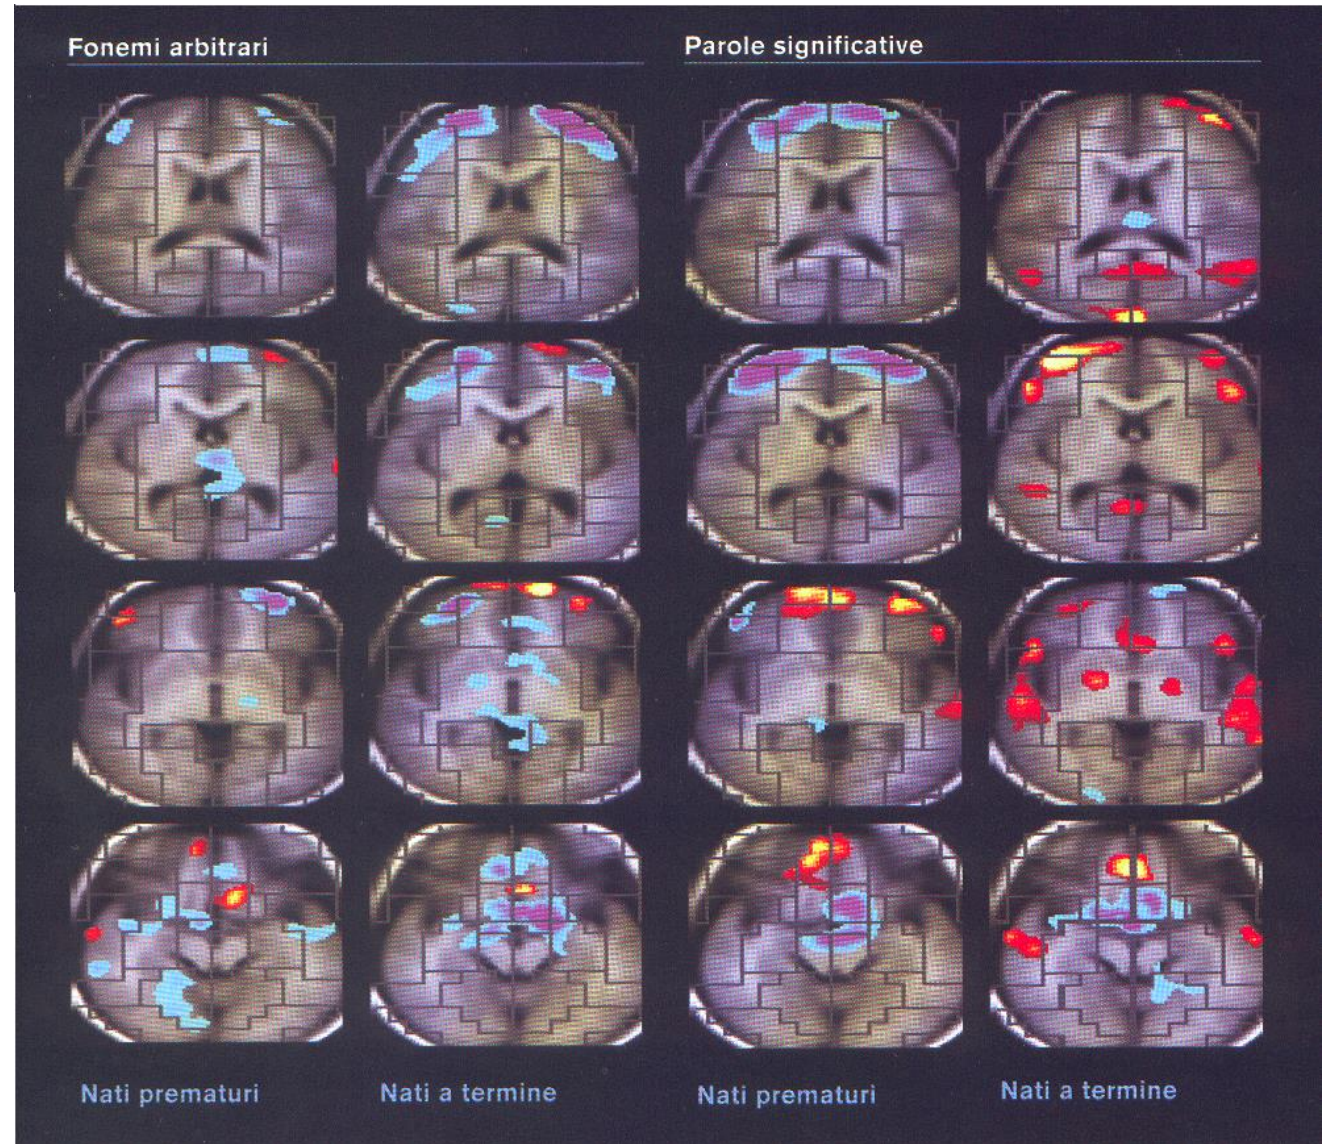 Fonemi arbitrari
Parole significative
Nati prematuri
Nati a termine
Nati prematuri
Nati a termine